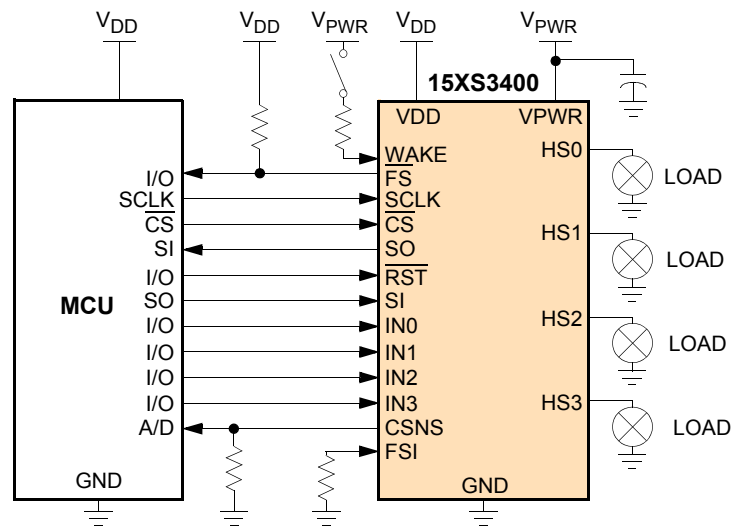 VDD VDD VPWR VDD VPWR
15XS3400
VDD VPWR
WAKE HS0
I/O FS LOAD
SCLK SCLK
CS CS
SI SO HS1
LOAD
I/O RST
MCU SO SI
I/O IN0 HS2
I/O IN1 LOAD
I/O IN2
I/O IN3 HS3
A/D CSNS LOAD
FSI
GND GND